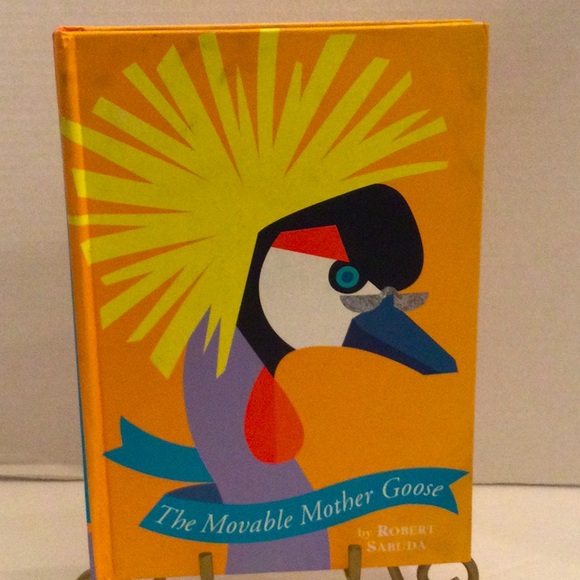 The Movable Mother Goose
by ROBERT
SABUDA